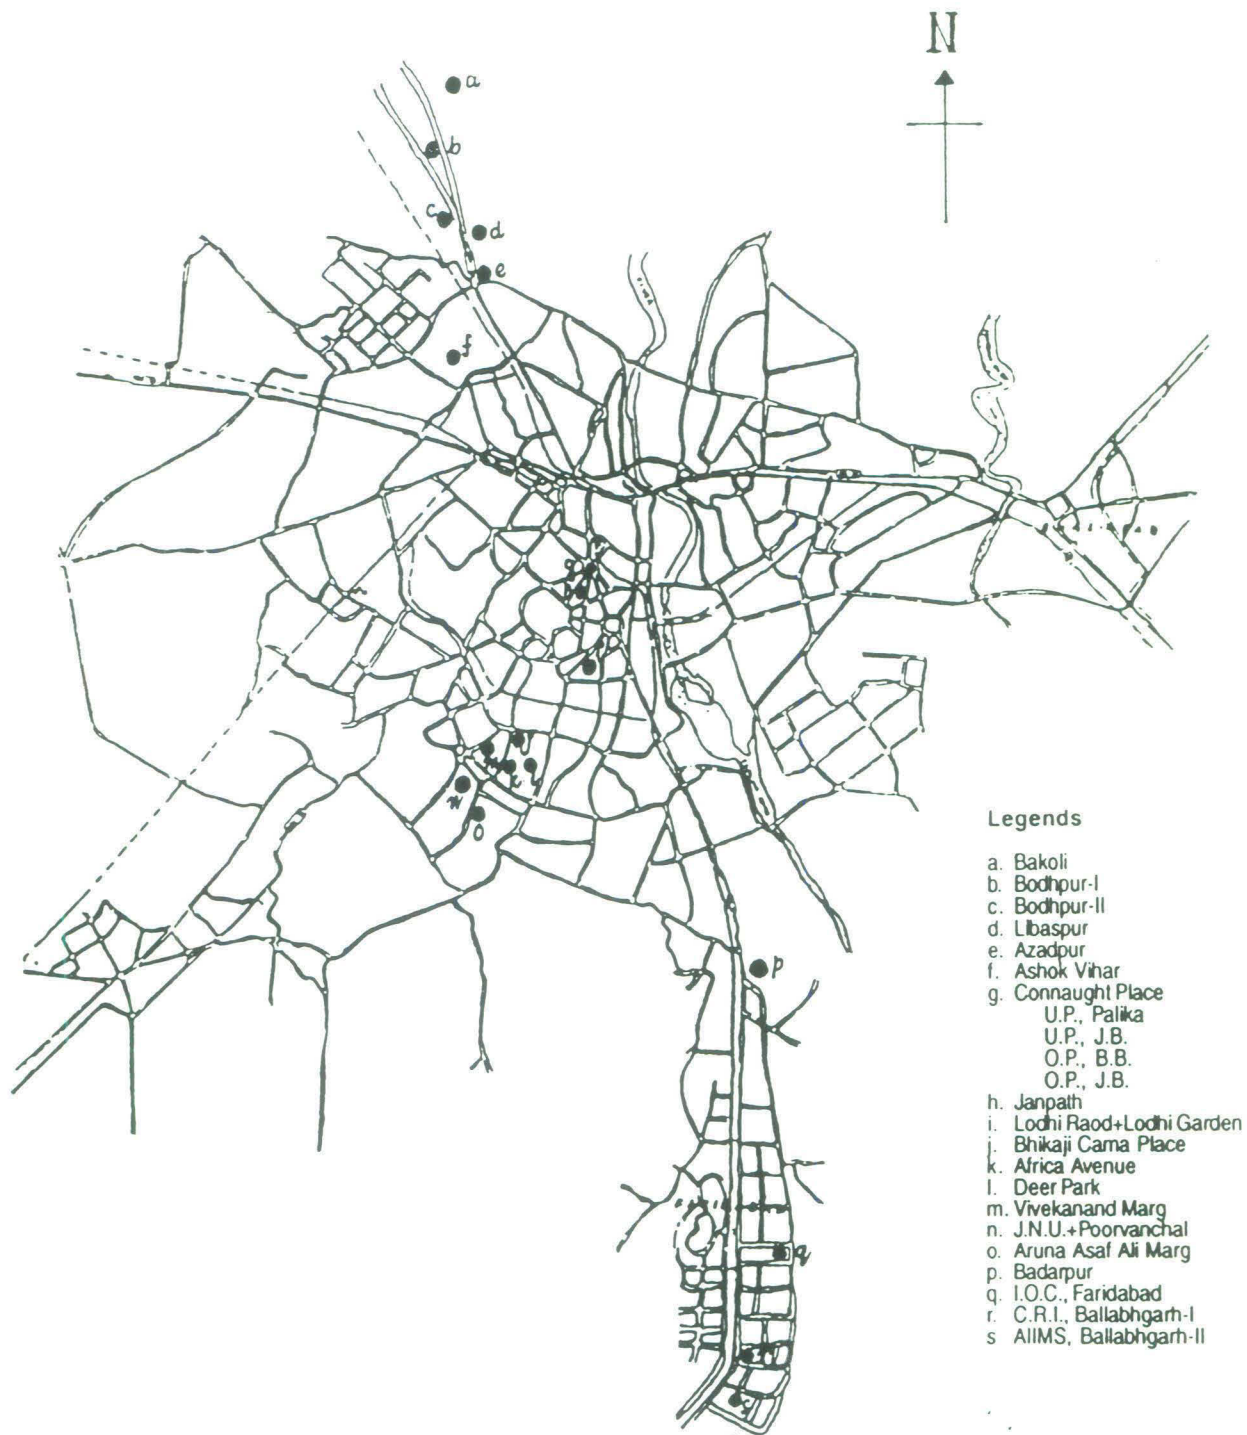 N
a
b
c
d
e
f
n
o
p
q
s
Legends
a. Bakoli
b. Bodhpur-I
c. Bodhpur-II
d. Libaspur
e. Azadpur
f. Ashok Vihar
g. Connaught Place
U.P., Palika
U.P., J.B.
O.P., B.B.
O.P., J.B.
h. Janpath
i. Lodhi Raod+Lodhi Garden
j. Bhikaji Cama Place
k. Africa Avenue
l. Deer Park
m. Vivekanand Marg
n. J.N.U.+Poorvanchal
o. Aruna Asaf Ali Marg
p. Badarpur
q. I.O.C., Faridabad
r. C.R.I., Ballabhgarh-I
s AIIMS, Ballabhgarh-II